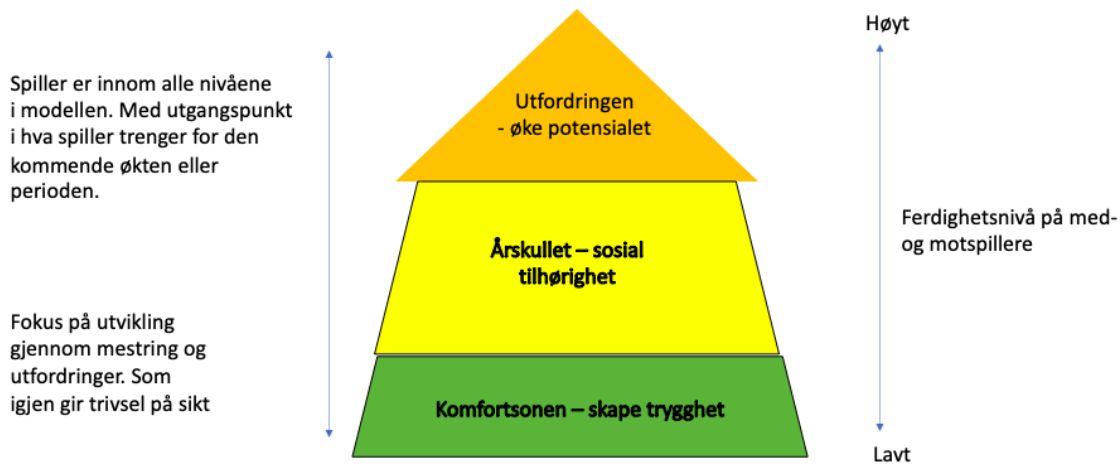 Spiller er innom alle nivåene
i modellen. Med utgangspunkt
i hva spiller trenger for den
kommende økten eller
perioden.
Fokus på utvikling
gjennom mestring og
utfordringer. Som
igjen gir trivsel på sikt
Utfordringen
- øke potensialet
Årskullet – sosial
tilhørighet
Komfortsonen – skape trygghet
Høyt
Ferdighetsnivå på med-
og motspillere
Lavt